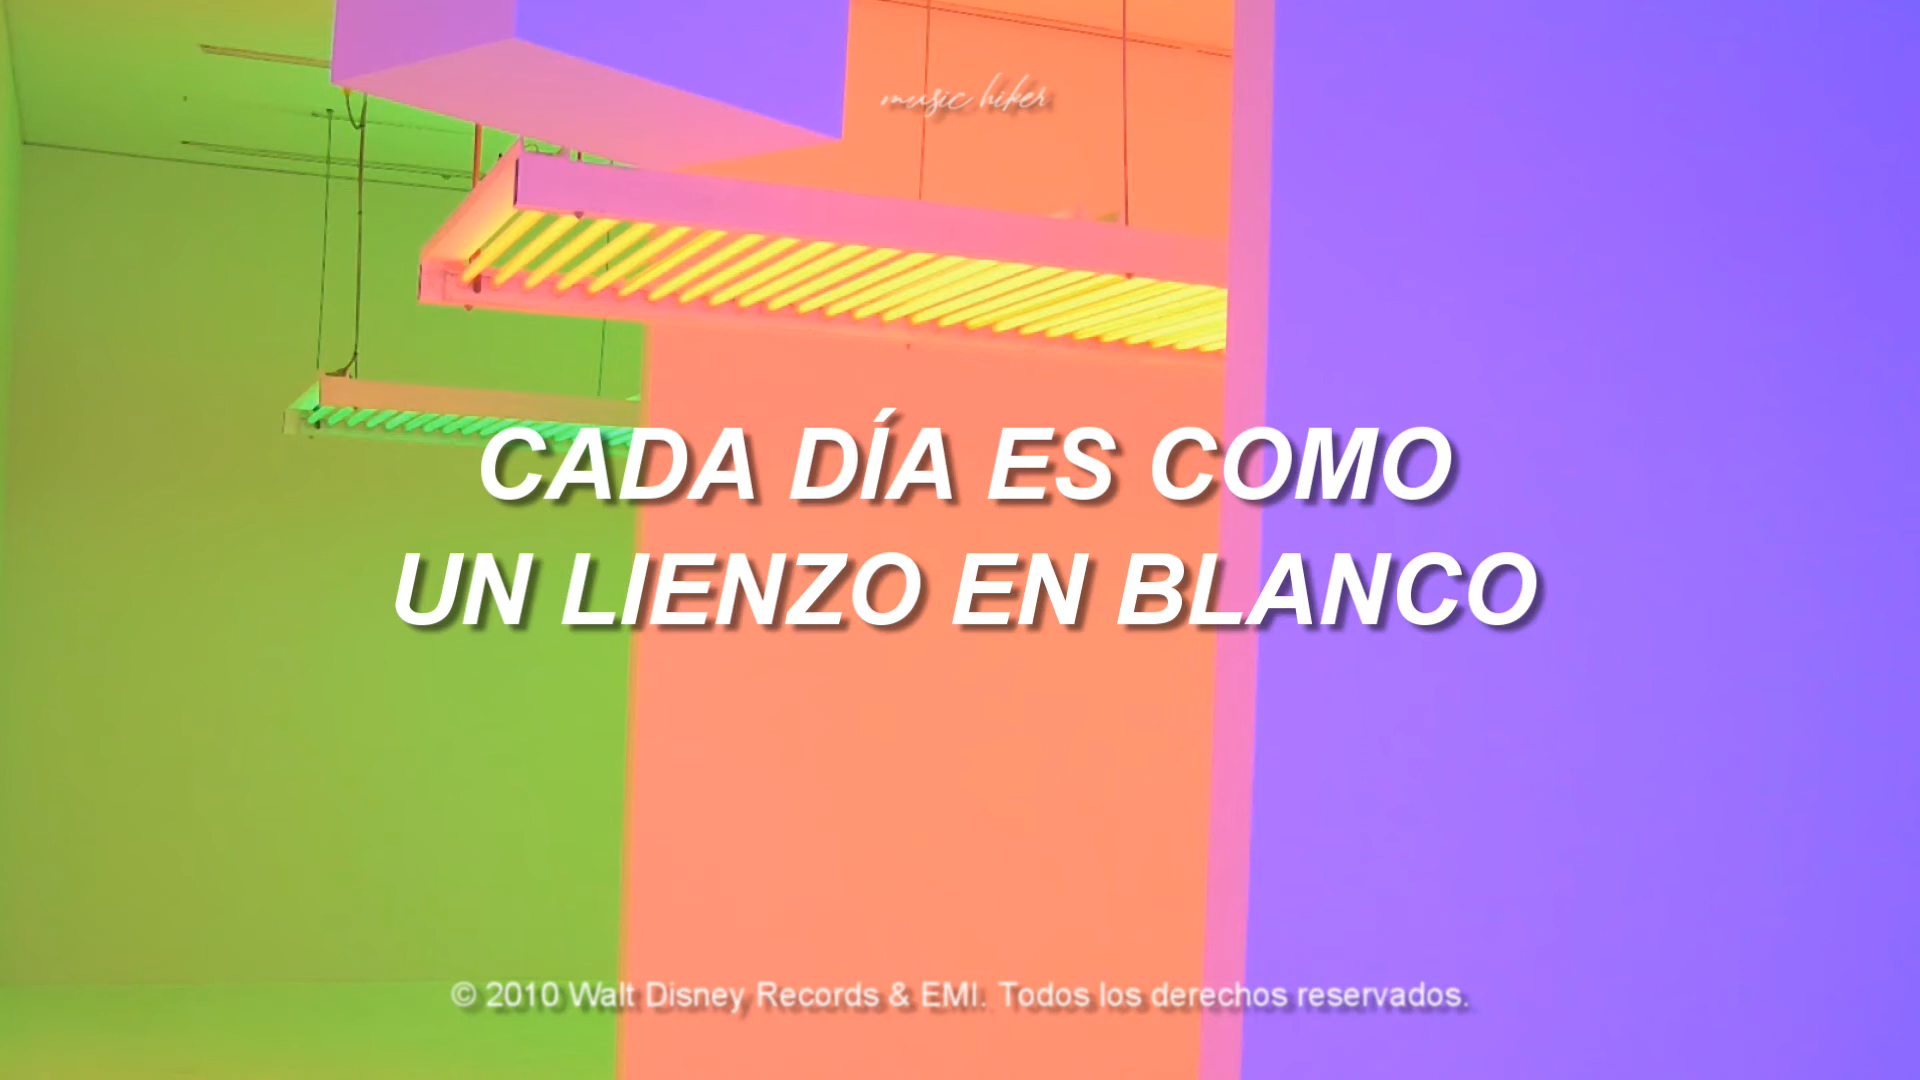 music hiker
CADA DÍA ES COMO
UN LIENZO EN BLANCO
© 2010 Walt Disney Records & EMI. Todos los derechos reservados.